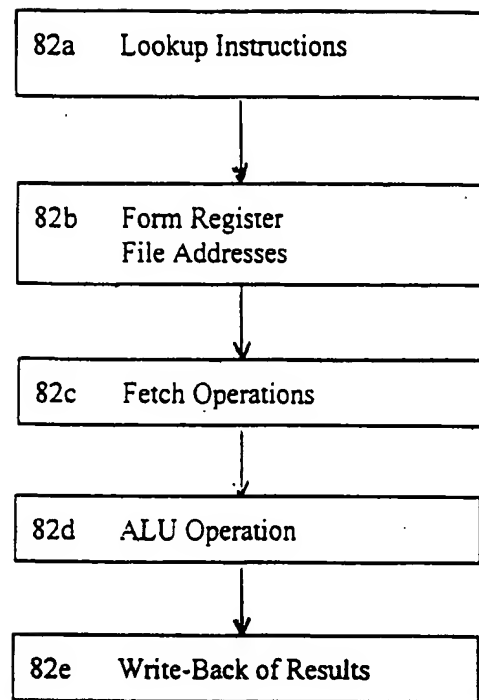 82a Lookup Instructions
82b Form Register
File Addresses
82c Fetch Operations
82d ALU Operation
82e Write-Back of Results